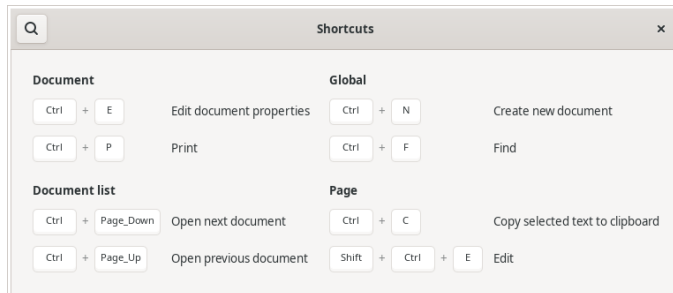 Shortcuts
Document
Ctrl + E Edit document properties
Ctrl + P Print
Document list
Ctrl + Page_Down Open next document
Ctrl + Page_Up Open previous document
Global
Ctrl + N Create new document
Ctrl + F Find
Page
Ctrl + C Copy selected text to clipboard
Shift + Ctrl + E Edit